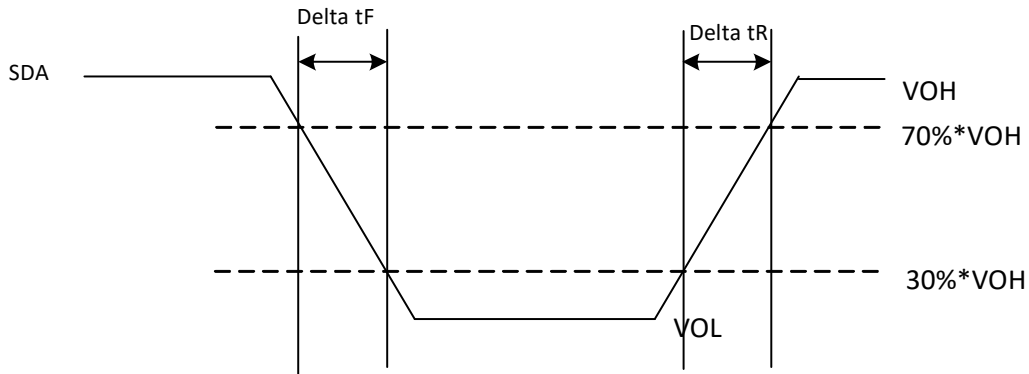 Delta tF
Delta tR
SDA
VOH
70%*VOH
30%*VOH
VOL